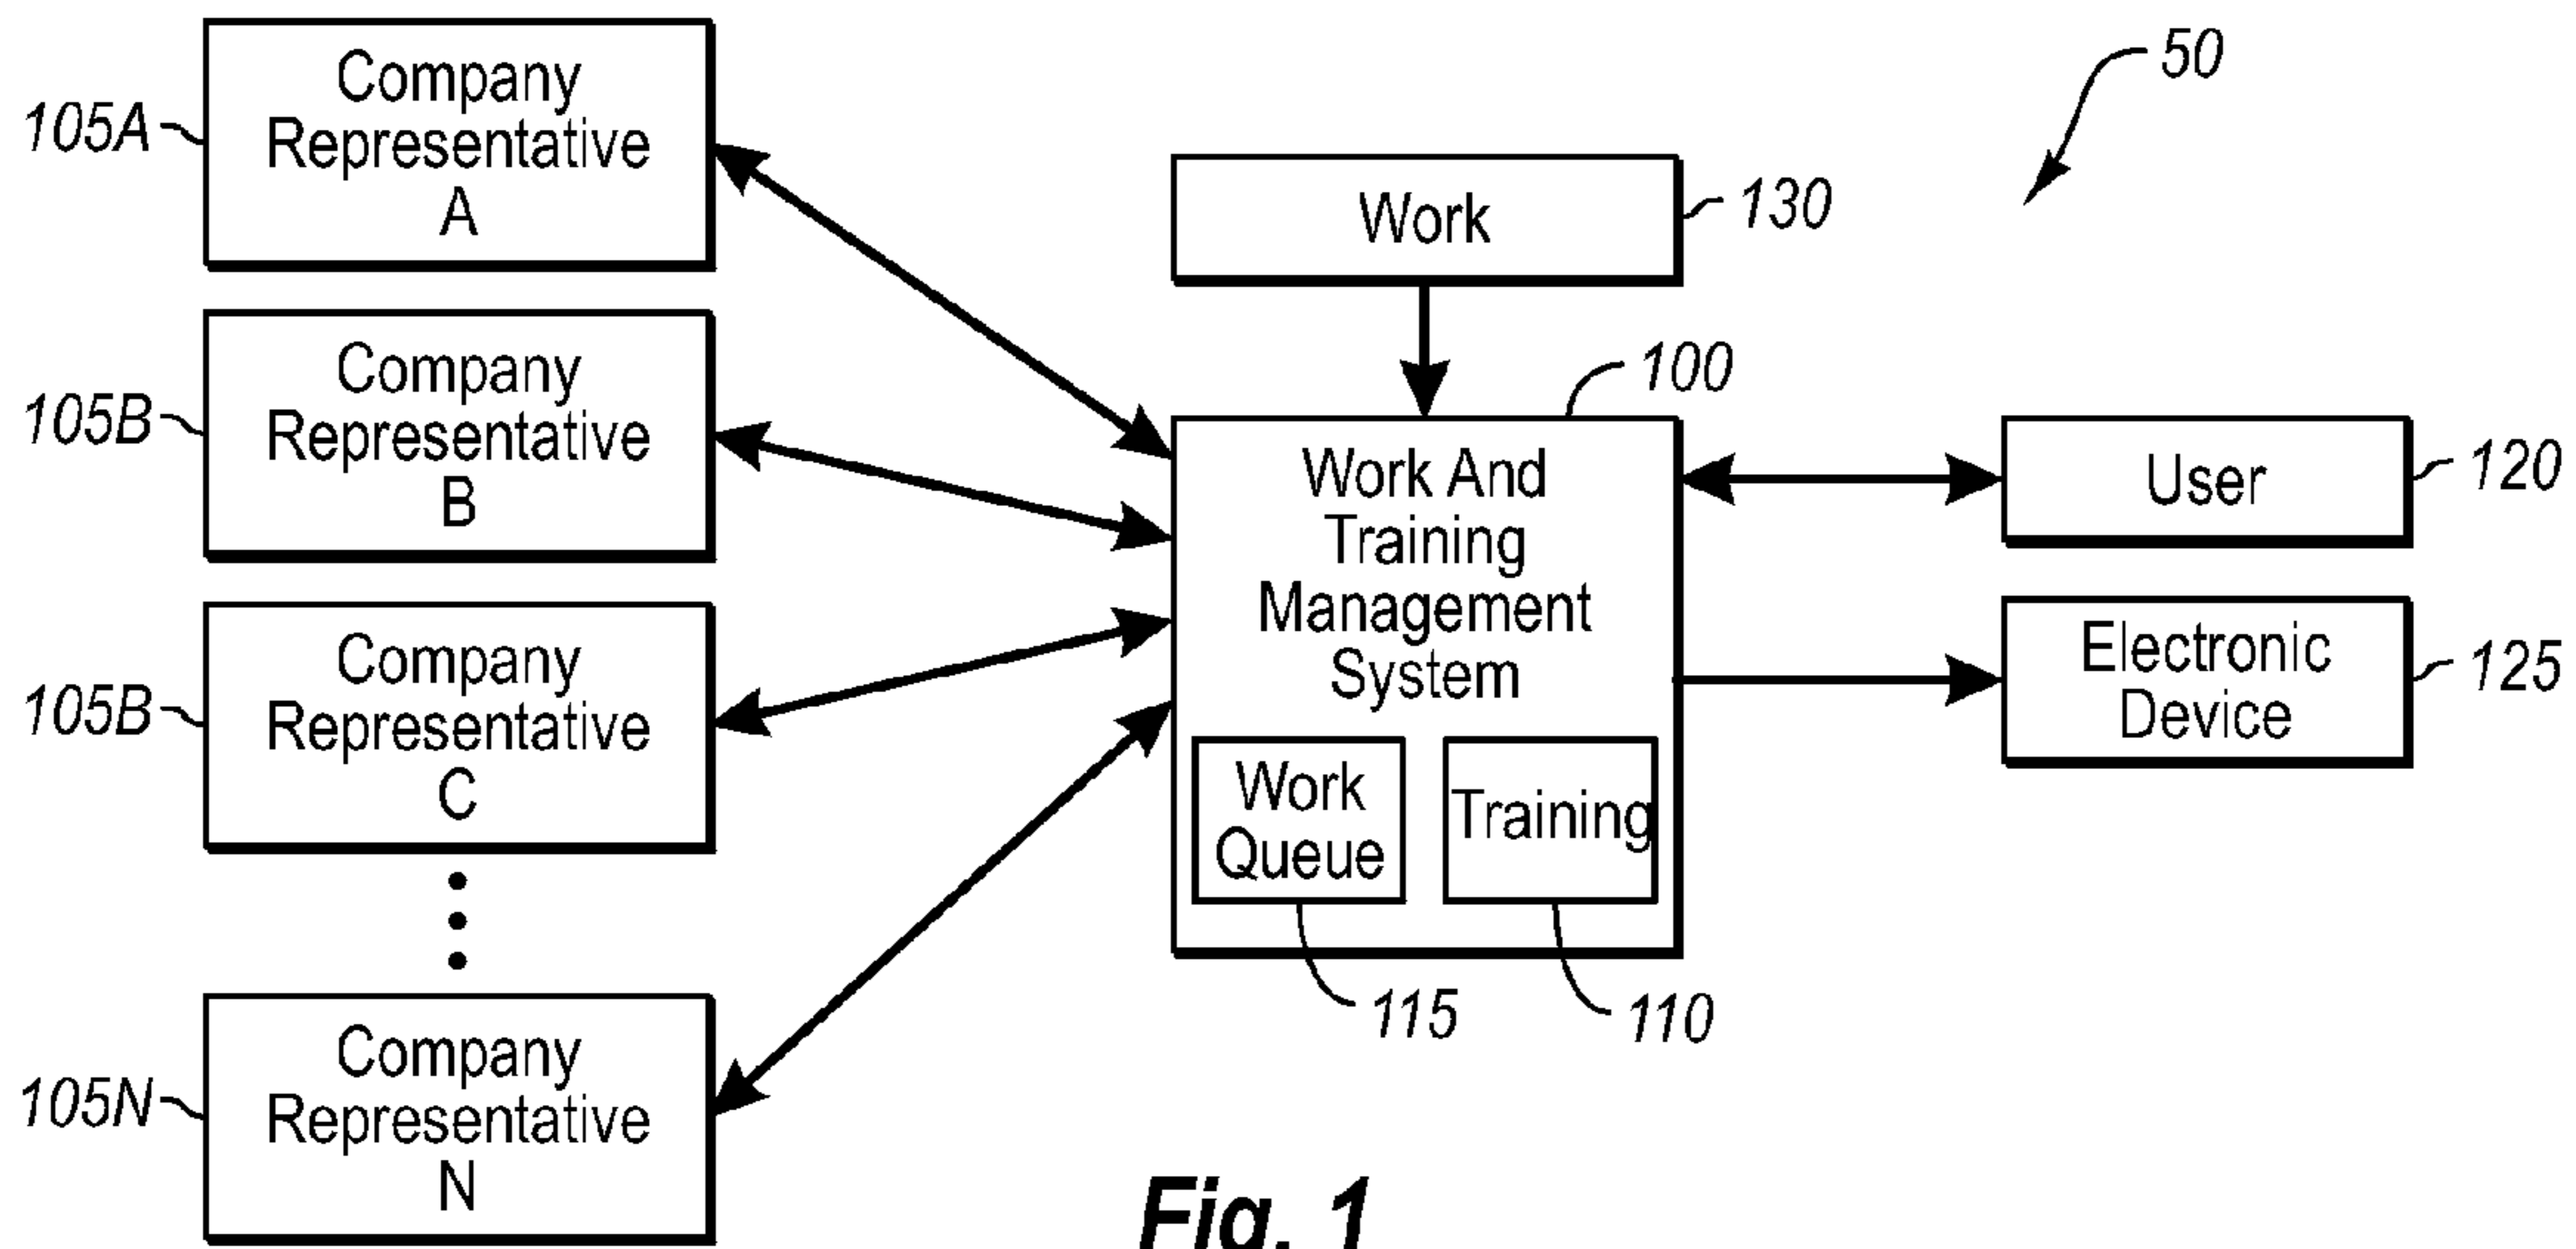 105A
Company
Representative
A
105B
Company
Representative
B
105B
Company
Representative
C
105N
Company
Representative
N
Work
130
50
100
Work And
Training
Management
System
Work
Queue
Training
115
110
User
120
Electronic
Device
125
Fig. 1